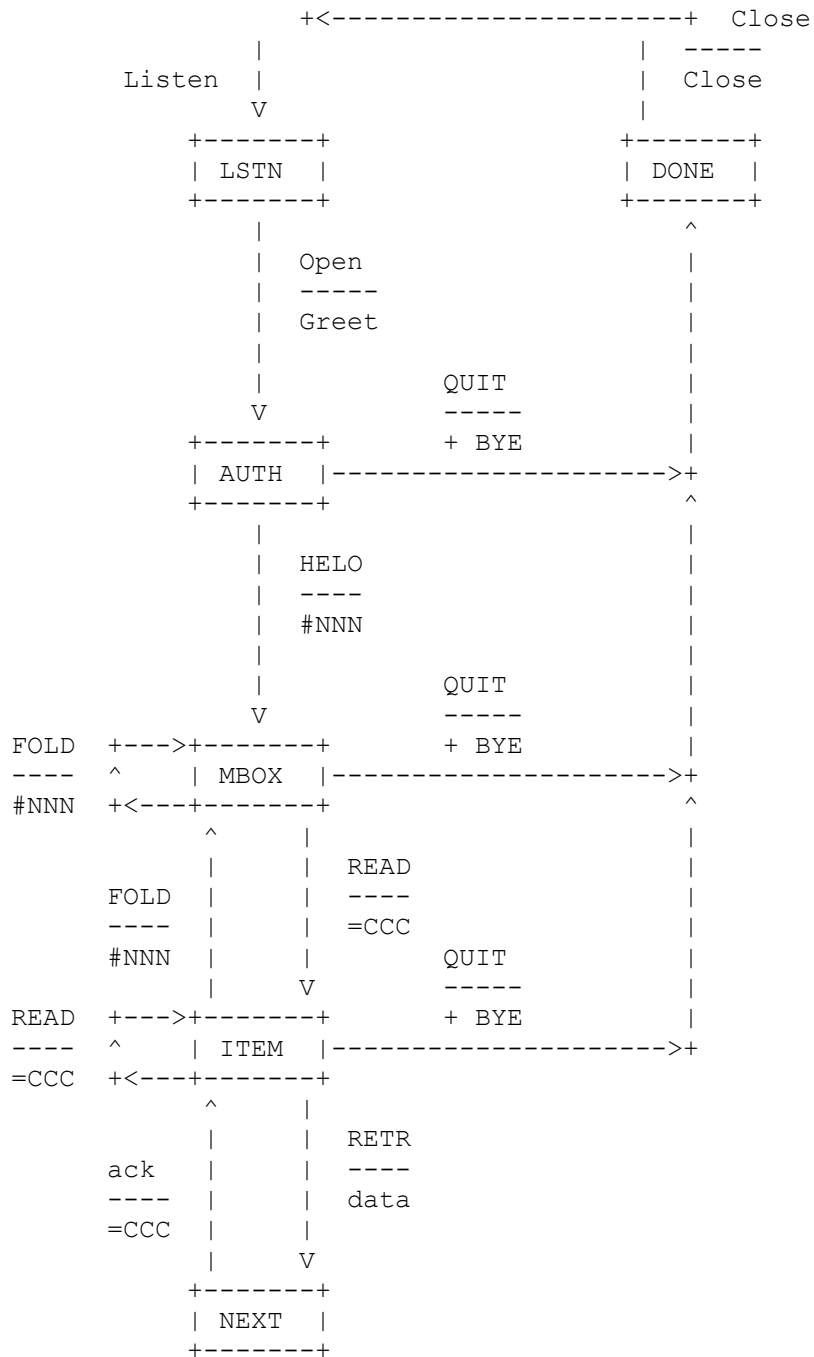 Close
-----
Listen Close
LSTN DONE
Open
-----
Greet
QUIT
-----
+ BYE
AUTH
HELO
----
#NNN
QUIT
-----
FOLD + BYE
---- MBOX
#NNN
READ
FOLD ----
---- =CCC
#NNN QUIT
-----
READ + BYE
---- ITEM
=CCC
RETR
ack ----
---- data
=CCC
NEXT